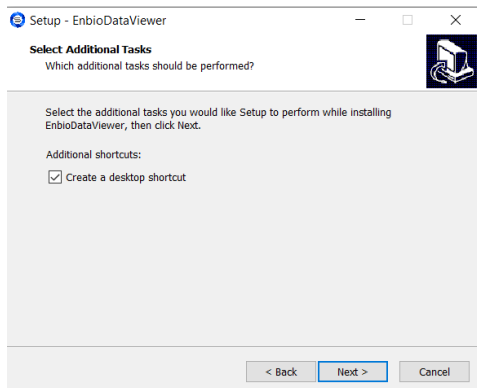 Setup - EnbioDataViewer
Select Additional Tasks
Which additional tasks should be performed?
Select the additional tasks you would like Setup to perform while installing
EnbioDataViewer, then click Next.
Additional shortcuts:
Create a desktop shortcut
< Back
Next >
Cancel